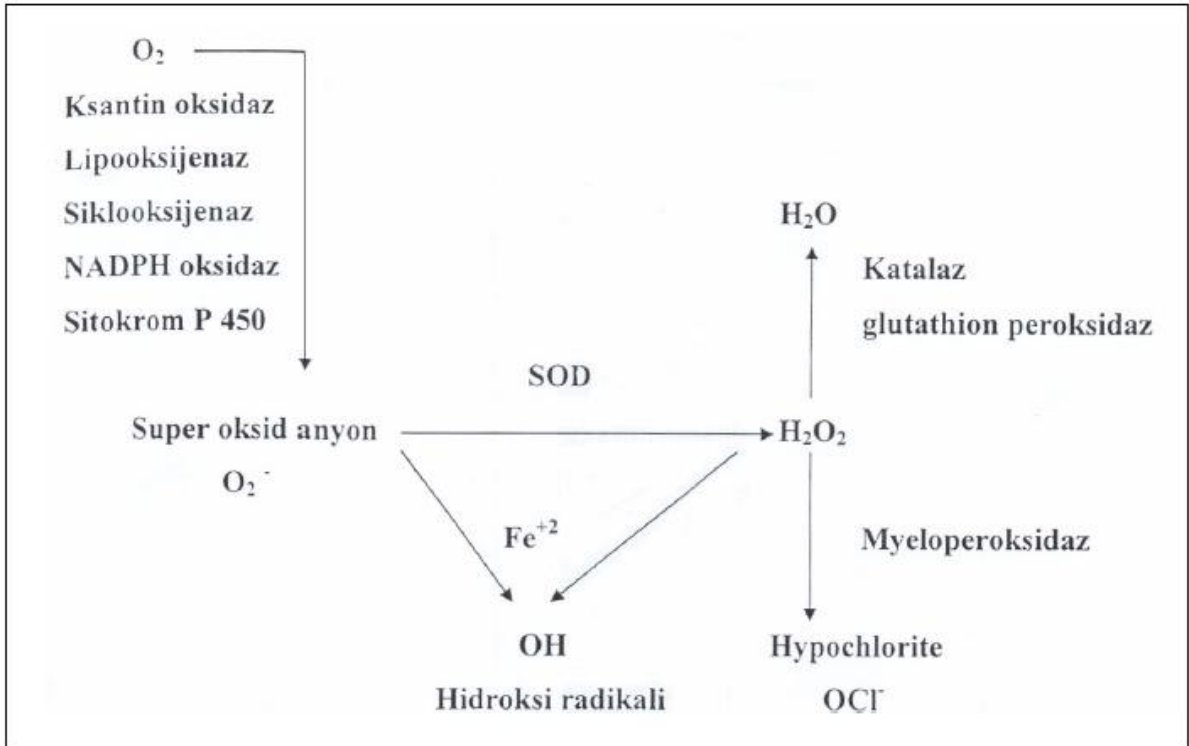 O₂
Ksantin oksidaz
Lipooksijenaz
Siklooksijenaz
NADPH oksidaz
Sitokrom P 450
H₂O
Katalaz
glutathion peroksidaz
SOD
Super oksid anyon
H₂O₂
O₂⁻
Fe⁺²
Myeloperoksidaz
OH
Hypochlorite
Hidroksi radikali
OCl⁻